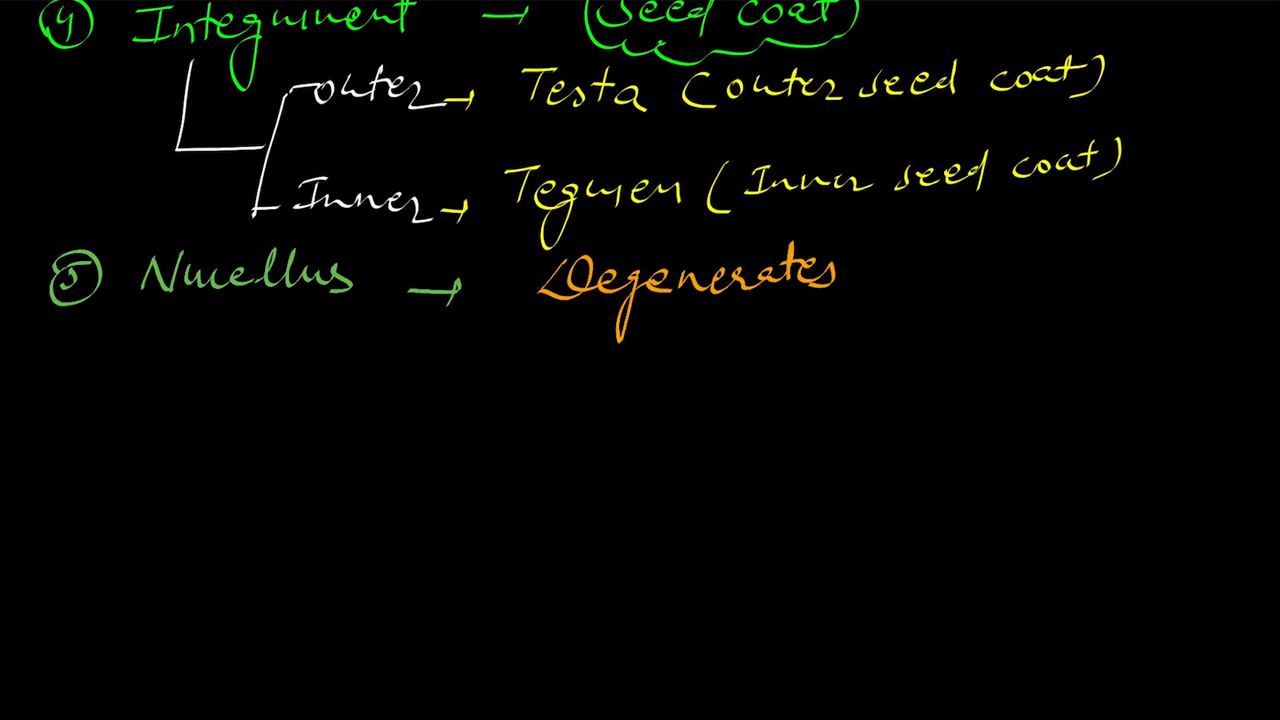 ④ Integument → (Seed coat)
outer → Testa (outer seed coat)
Inner → Tegmen (Inner seed coat)
⑤ Nucellus → Degenerates